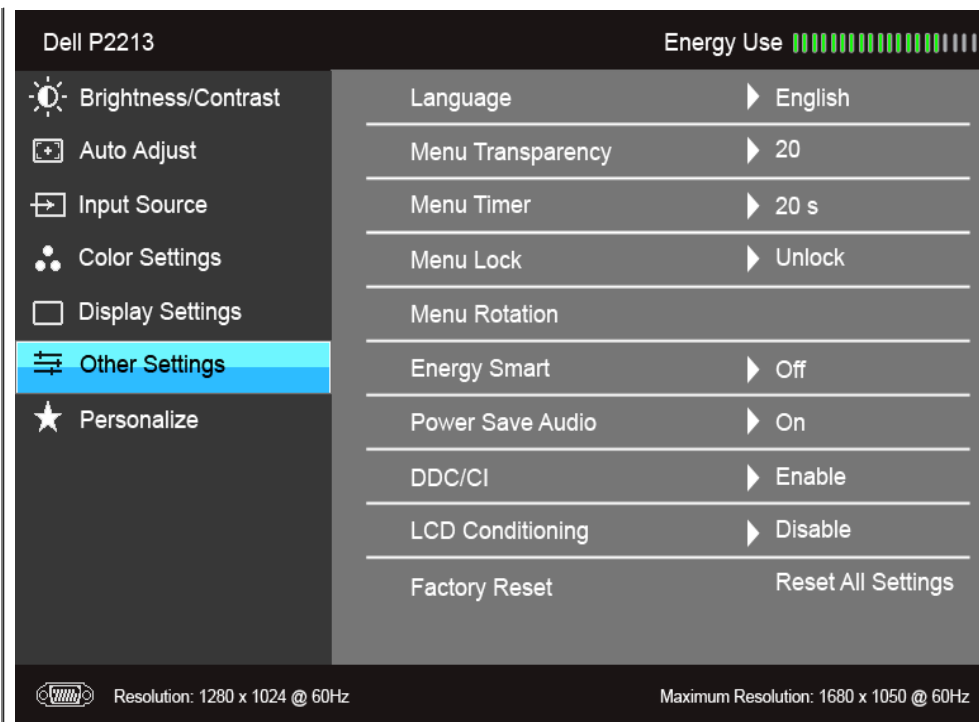 Dell P2213 Energy Use
Brightness/Contrast
Auto Adjust
Input Source
Color Settings
Display Settings
Other Settings
Personalize
Language English
Menu Transparency 20
Menu Timer 20 s
Menu Lock Unlock
Menu Rotation
Energy Smart Off
Power Save Audio On
DDC/CI Enable
LCD Conditioning Disable
Factory Reset Reset All Settings
Resolution: 1280 x 1024 @ 60Hz Maximum Resolution: 1680 x 1050 @ 60Hz